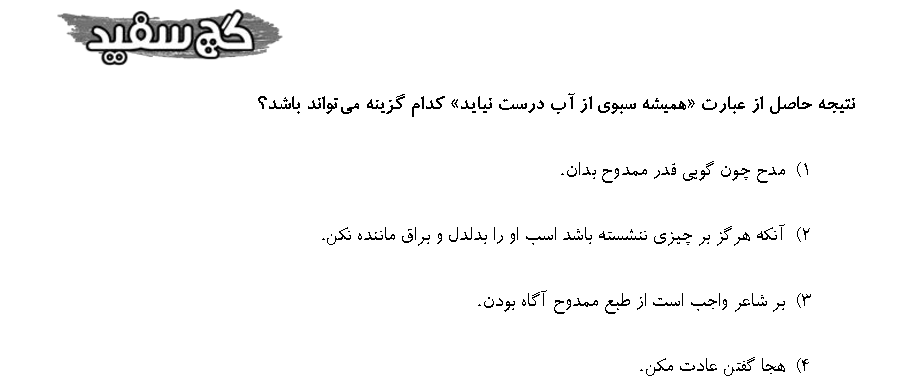 گچ سفید
نتیجه حاصل از عبارت «همیشه سبوی از آب درست نیاید» کدام گزینه می‌تواند باشد؟
۱) مدح چون گویی قدر ممدوح بدان.
۲) آنکه هرگز بر چیزی ننشسته باشد اسب او را بدلدل و براق ماننده نکن.
۳) بر شاعر واجب است از طبع ممدوح آگاه بودن.
۴) هجا گفتن عادت مکن.